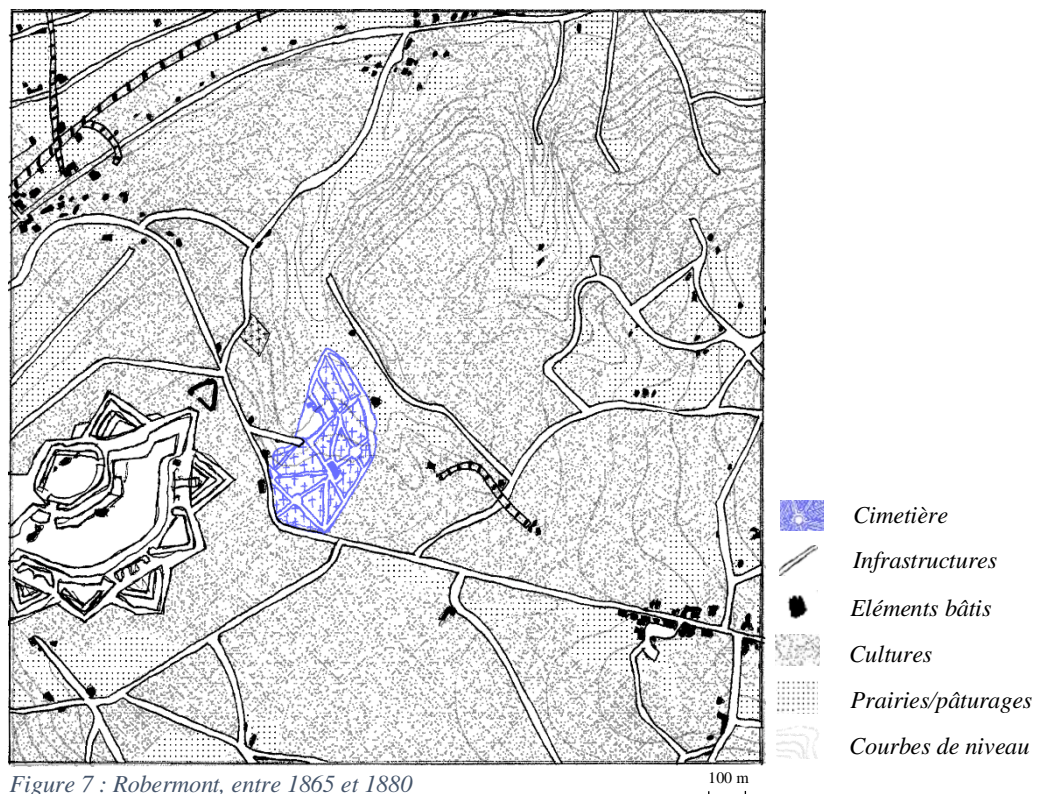 Cimetière
Infrastructures
Eléments bâtis
Cultures
Prairies/pâturages
Courbes de niveau
Figure 7 : Robermont, entre 1865 et 1880
100 m